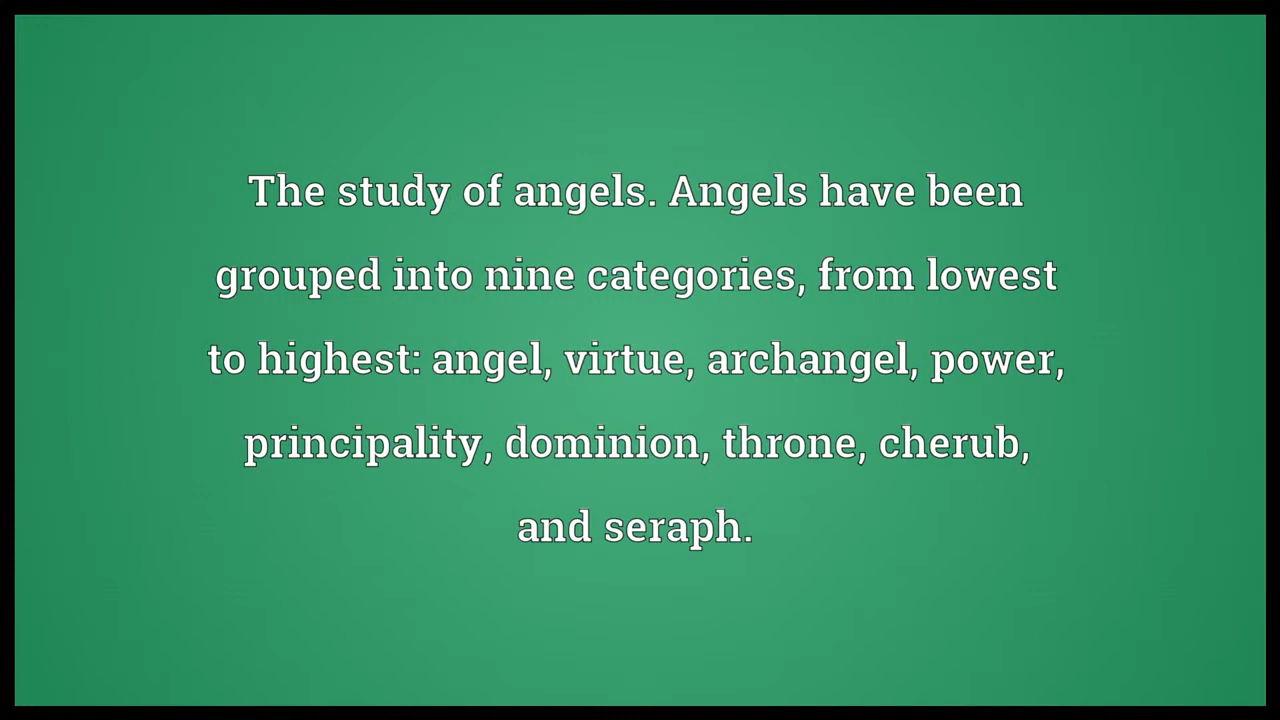 The study of angels. Angels have been
grouped into nine categories, from lowest
to highest: angel, virtue, archangel, power,
principality, dominion, throne, cherub,
and seraph.